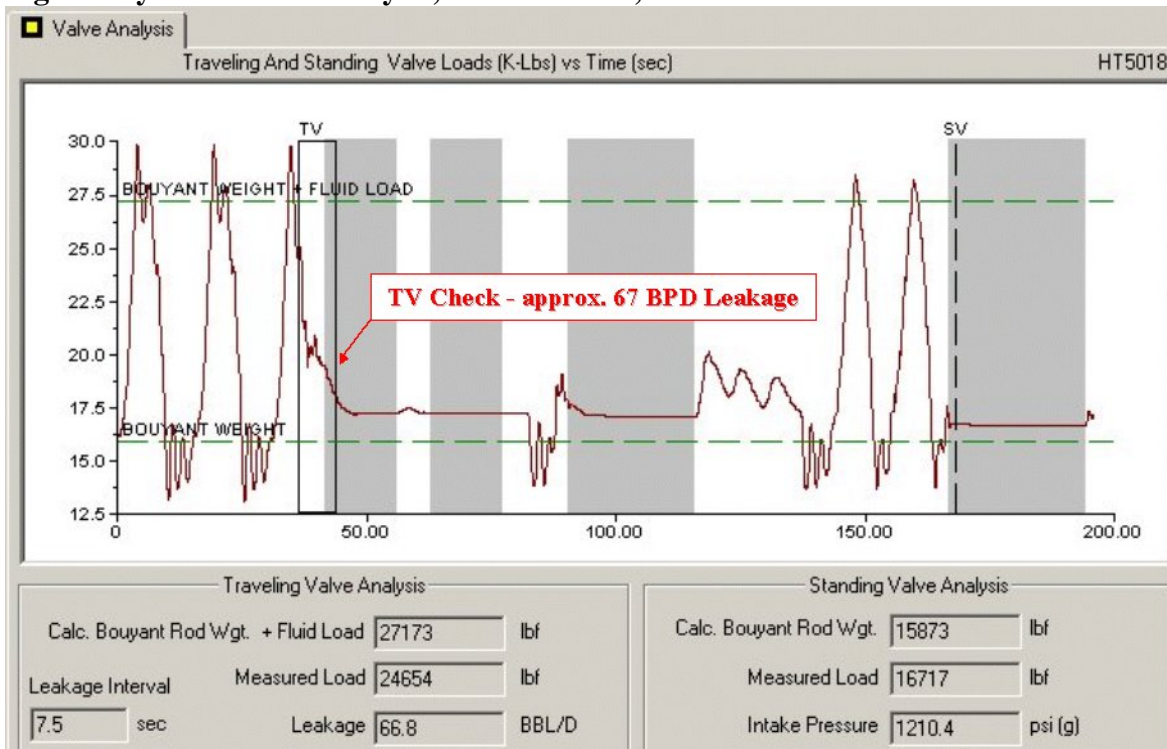 Valve Analysis
Traveling And Standing Valve Loads (K-Lbs) vs Time (sec)
HT5018
TV
SV
30.0
BOUYANT WEIGHT + FLUID LOAD
27.5
25.0
22.5
TV Check - approx. 67 BPD Leakage
20.0
17.5
BOUYANT WEIGHT
15.0
12.5
0
50.00
100.00
150.00
200.00
Traveling Valve Analysis
Calc. Bouyant Rod Wgt. + Fluid Load 27173 lbf
Measured Load 24654 lbf
Leakage Interval
7.5 sec
Leakage 66.8 BBL/D
Standing Valve Analysis
Calc. Bouyant Rod Wgt. 15873 lbf
Measured Load 16717 lbf
Intake Pressure 1210.4 psi (g)